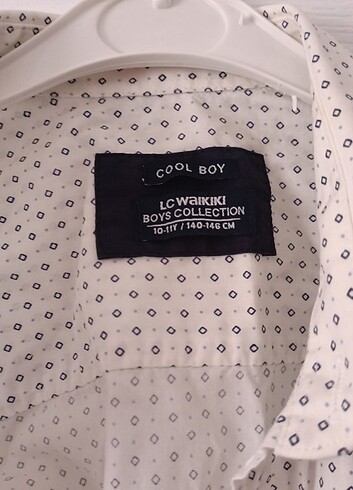 COOL BOY
LC WAIKIKI
BOYS COLLECTION
10-11Y / 140-146 CM